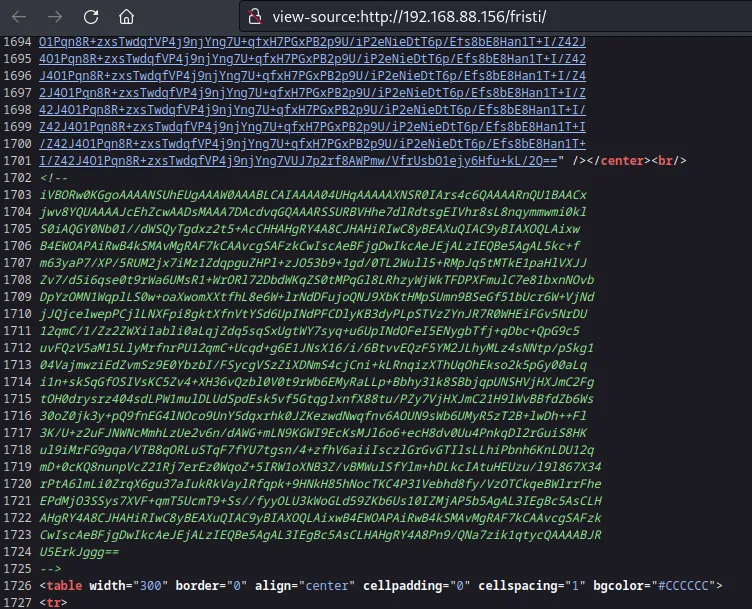 view-source:http://192.168.88.156/fristi/
1694 O1Pqn8R+zxsTwdqfVP4j9njYng7U+qfxH7PGxPB2p9U/iP2eNieDtT6p/Efs8bE8Han1T+I/Z42J
1695 4O1Pqn8R+zxsTwdqfVP4j9njYng7U+qfxH7PGxPB2p9U/iP2eNieDtT6p/Efs8bE8Han1T+I/Z42
1696 J4O1Pqn8R+zxsTwdqfVP4j9njYng7U+qfxH7PGxPB2p9U/iP2eNieDtT6p/Efs8bE8Han1T+I/Z4
1697 2J4O1Pqn8R+zxsTwdqfVP4j9njYng7U+qfxH7PGxPB2p9U/iP2eNieDtT6p/Efs8bE8Han1T+I/Z
1698 42J4O1Pqn8R+zxsTwdqfVP4j9njYng7U+qfxH7PGxPB2p9U/iP2eNieDtT6p/Efs8bE8Han1T+I/
1699 Z42J4O1Pqn8R+zxsTwdqfVP4j9njYng7U+qfxH7PGxPB2p9U/iP2eNieDtT6p/Efs8bE8Han1T+I
1700 /Z42J4O1Pqn8R+zxsTwdqfVP4j9njYng7U+qfxH7PGxPB2p9U/iP2eNieDtT6p/Efs8bE8Han1T+
1701 I/Z42J4O1Pqn8R+zxsTwdqfVP4j9njYng7VUJ7p2rf8AWPmw/VfrUsbO1ejy6Hfu+kL/2Q==" /></center><br/>
1702 <!--
1703 iVBORw0KGgoAAAANSUhEUgAAAW0AAABLCAIAAAA04UHqAAAAAXNSR0IArs4c6QAAAARnQU1BAACx
1704 jwv8YQUAAAAJcEhZcwAADsMAAA7DAcdvqGQAAARSSURBVHhe7dlRdtsgEIVhr8sL8nqymmwmi0kl
1705 S0iAQGY0Nb01//dWSQyTgdxz2t5+AcCHHAHgRY4A8CJHAHiRIwC8yBEAXuQIAC9yBIAXOQLAixw
1706 B4EWOAPAiRwB4kSMAvMgRAF7kCAAvcgSAFzkCwIscAeBFjgDwIkcAeJEjALzIEQBe5AgAL5kc+f
1707 m63yaP7/XP/5RUM2jx7iMz1ZdqpguZHPl+zJO53b9+1gd/0TL2Wull5+RMpJq5tMTkE1paHlVXJJ
1708 Zv7/d5i6qse0t9rWa6UMsR1+WrORl72DbdWKqZS0tMPqGl8LRhzyWjWkTFDPXFmulC7e81bxnNOvb
1709 DpYzOMN1WqplLS0w+oaXwomXXtfhL8e6W+lrNdDFujoQNJ9XbKtHMpSUmn9BSeGf51bUcr6W+VjNd
1710 jJQjcelwepPCjlLNXFpi8gktXfnVtYSd6UpINdPFCDlyKB3dyPLpSTVzZYnJR7R0WHEiFGv5NrDU
1711 12qmC/1/Zz2ZWXi1abli0aLqjZdq5sqSxUgtWY7syq+u6UpINdOFeI5ENygbTfj+qDbc+QpG9c5
1712 uvFQzV5aM15LlyMrfnrPU12qmC+Ucqd+g6E1JNsX16/i/6BtvvEQzF5YM2JLhyMLz4sNNtp/pSkg1
1713 04VajmwziEdZvmSz9E0YbzbI/FSycgVSzZiXDNmS4cjCni+kLRnqizXThUqOhEkso2k5pGy00aLq
1714 i1n+skSqGfOSIVsKC5Zv4+XH36vQzbl0V0t9rWb6EMyRaLLp+Bbhy31k8SBbjqpUNSHVjHXJmC2Fg
1715 tOH0drysrz404sdLPW1mulDLUdSpdEsk5vf5Gtqg1xnfX88tu/PZy7VjHXJmC21H9lWvBBfdZb6Ws
1716 30oZ0jk3y+pQ9fnEG4lNOco9UnY5dqxrhk0JZKezwdNwqfnv6AOUN9sWb6UMyR5zT2B+lwDh++Fl
1717 3K/U+z2uFJNWNcMmhLzUe2v6n/dAWG+mLN9KGWI9EcKsMJl6o6+ecH8dv0Uu4PnkqDl2rGuiS8HK
1718 ul9iMrFG9gqa/VTB8qORLuSTqF7fYU7tgsn/4+zfhV6aiiIsczlGrGvGTIlsLLhiPbnh6KnLDU12q
1719 mD+0cKQ8nunpVcZ21Rj7erEz0WqoZ+5IRW1oXNB3Z/vBMWulSfYlm+hDLkcIAtuHEUzu/l9l867X34
1720 rPtA6lmLi0ZrqX6gu37aIukRkVaylRfqpk+9HNkH85hNocTKC4P31Vebhd8fy/VzOTCkqeBWlrrFhe
1721 EPdMjO3SSys7XVF+qmT5UcmT9+Ss//fyyOLU3kWoGLd59ZKb6Us10IZMjAP5b5AgAL3IEgBc5AsCLH
1722 AHgRY4A8CJHAHiRIwC8yBEAXuQIAC9yBIAXOQLAixwB4EWOAPAiRwB4kSMAvMgRAF7kCAAvcgSAFzk
1723 CwIscAeBFjgDwIkcAeJEjALzIEQBe5AgAL3IEgBc5AsCLHAHgRY4A8Pn9/QNa7zik1qtycQAAAABJR
1724 U5ErkJggg==
1725 -->
1726 <table width="300" border="0" align="center" cellpadding="0" cellspacing="1" bgcolor="#CCCCCC">
1727 <tr>